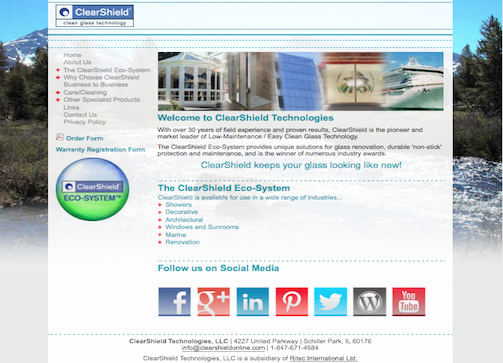 ClearShield®
clean glass technology
Home
About Us
The ClearShield Eco-System
Why Choose ClearShield
Business to Business
Care/Cleaning
Other Specialist Products
Links
Contact Us
Privacy Policy
Order Form
Warranty Registration Form
ClearShield
ECO-SYSTEM™
Welcome to ClearShield Technologies
With over 30 years of field experience and proven results, ClearShield is the pioneer and
market leader of Low-Maintenance / Easy Clean Glass Technology.
The ClearShield Eco-System provides unique solutions for glass renovation, durable 'non-stick'
protection and maintenance, and is the winner of numerous industry awards.
ClearShield keeps your glass looking like new!
The ClearShield Eco-System
ClearShield is available for use in a wide range of industries...
Showers
Decorative
Architectural
Windows and Sunrooms
Marine
Renovation
Follow us on Social Media
f g+ in You Tube
ClearShield Technologies, LLC | 4227 United Parkway | Schiller Park, IL 60176
info@clearshieldonline.com | 1-847-671-4584
ClearShield Technologies, LLC is a subsidiary of Ritec International Ltd.